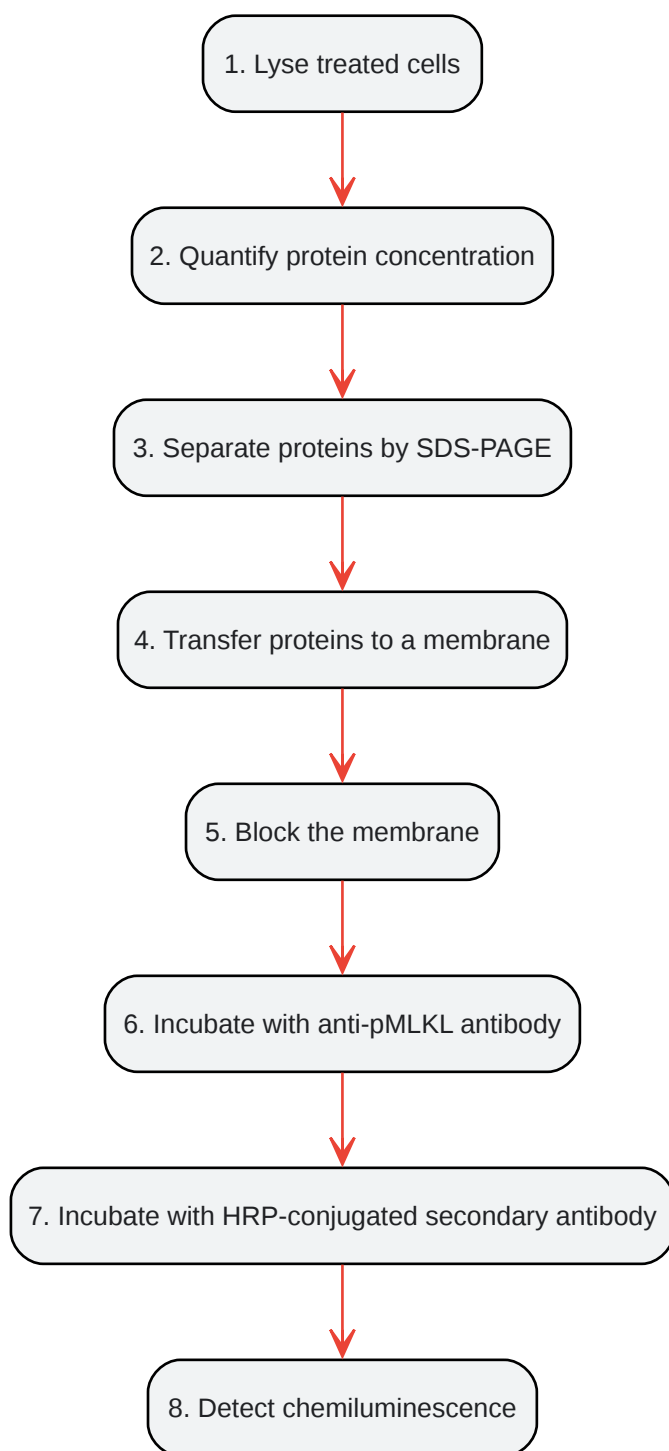 1. Lyse treated cells
2. Quantify protein concentration
3. Separate proteins by SDS-PAGE
4. Transfer proteins to a membrane
5. Block the membrane
6. Incubate with anti-pMLKL antibody
7. Incubate with HRP-conjugated secondary antibody
8. Detect chemiluminescence